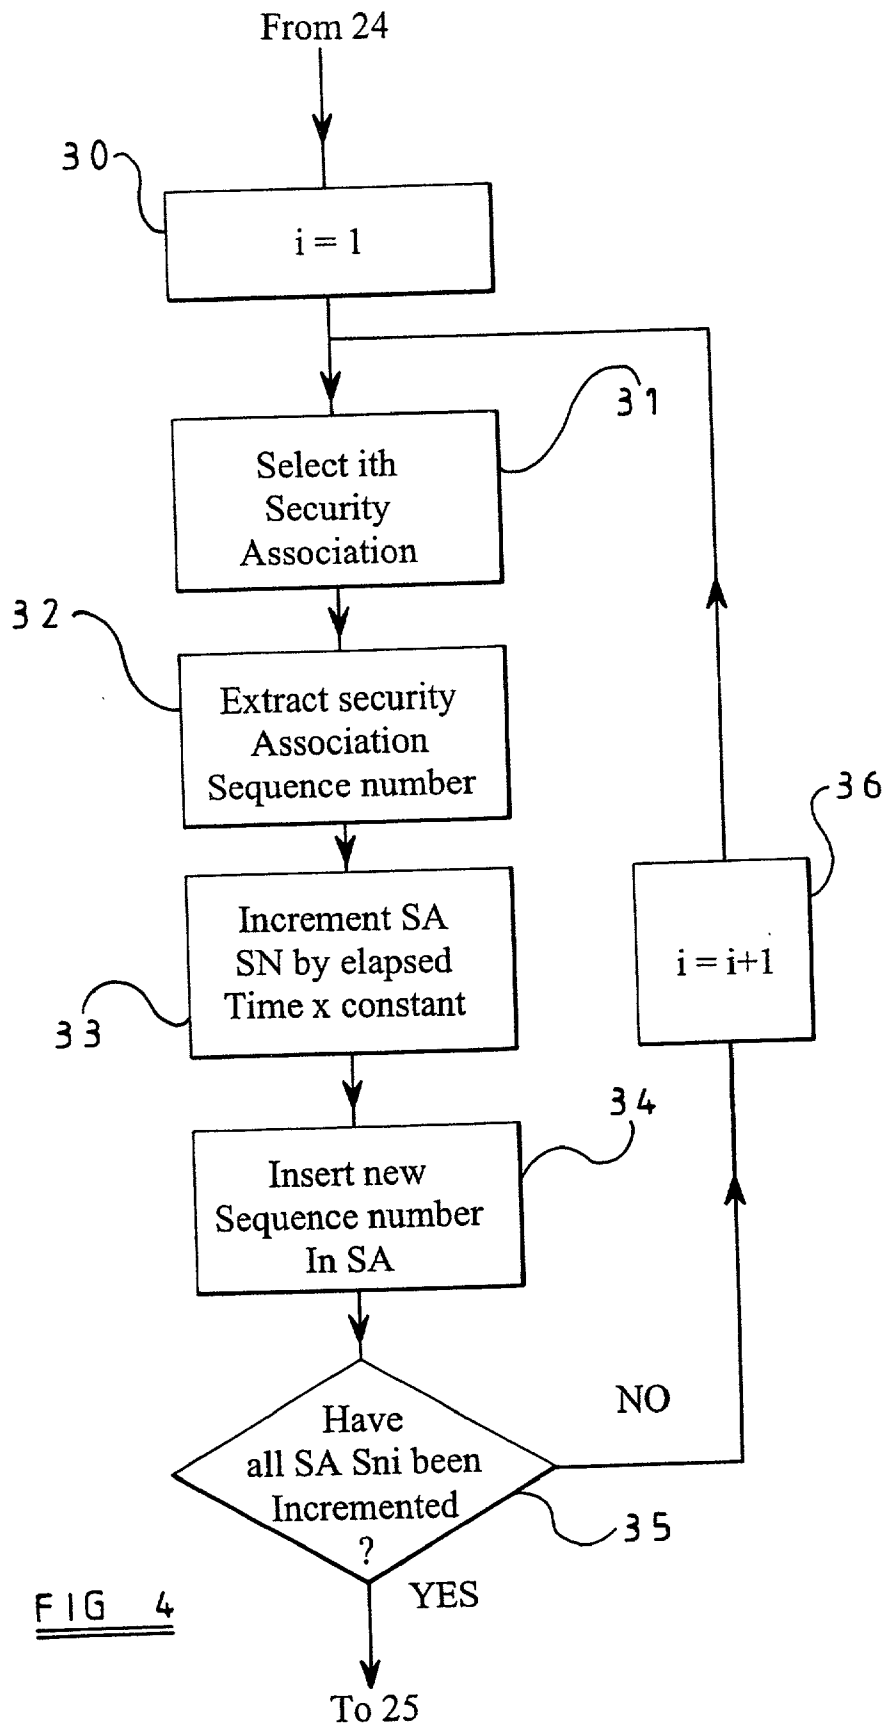 From 24
30
i = 1
31
Select ith
Security
Association
32
Extract security
Association
Sequence number
36
i = i+1
33
Increment SA
SN by elapsed
Time x constant
34
Insert new
Sequence number
In SA
NO
Have
all SA Sni been
Incremented
?
35
YES
FIG 4
To 25